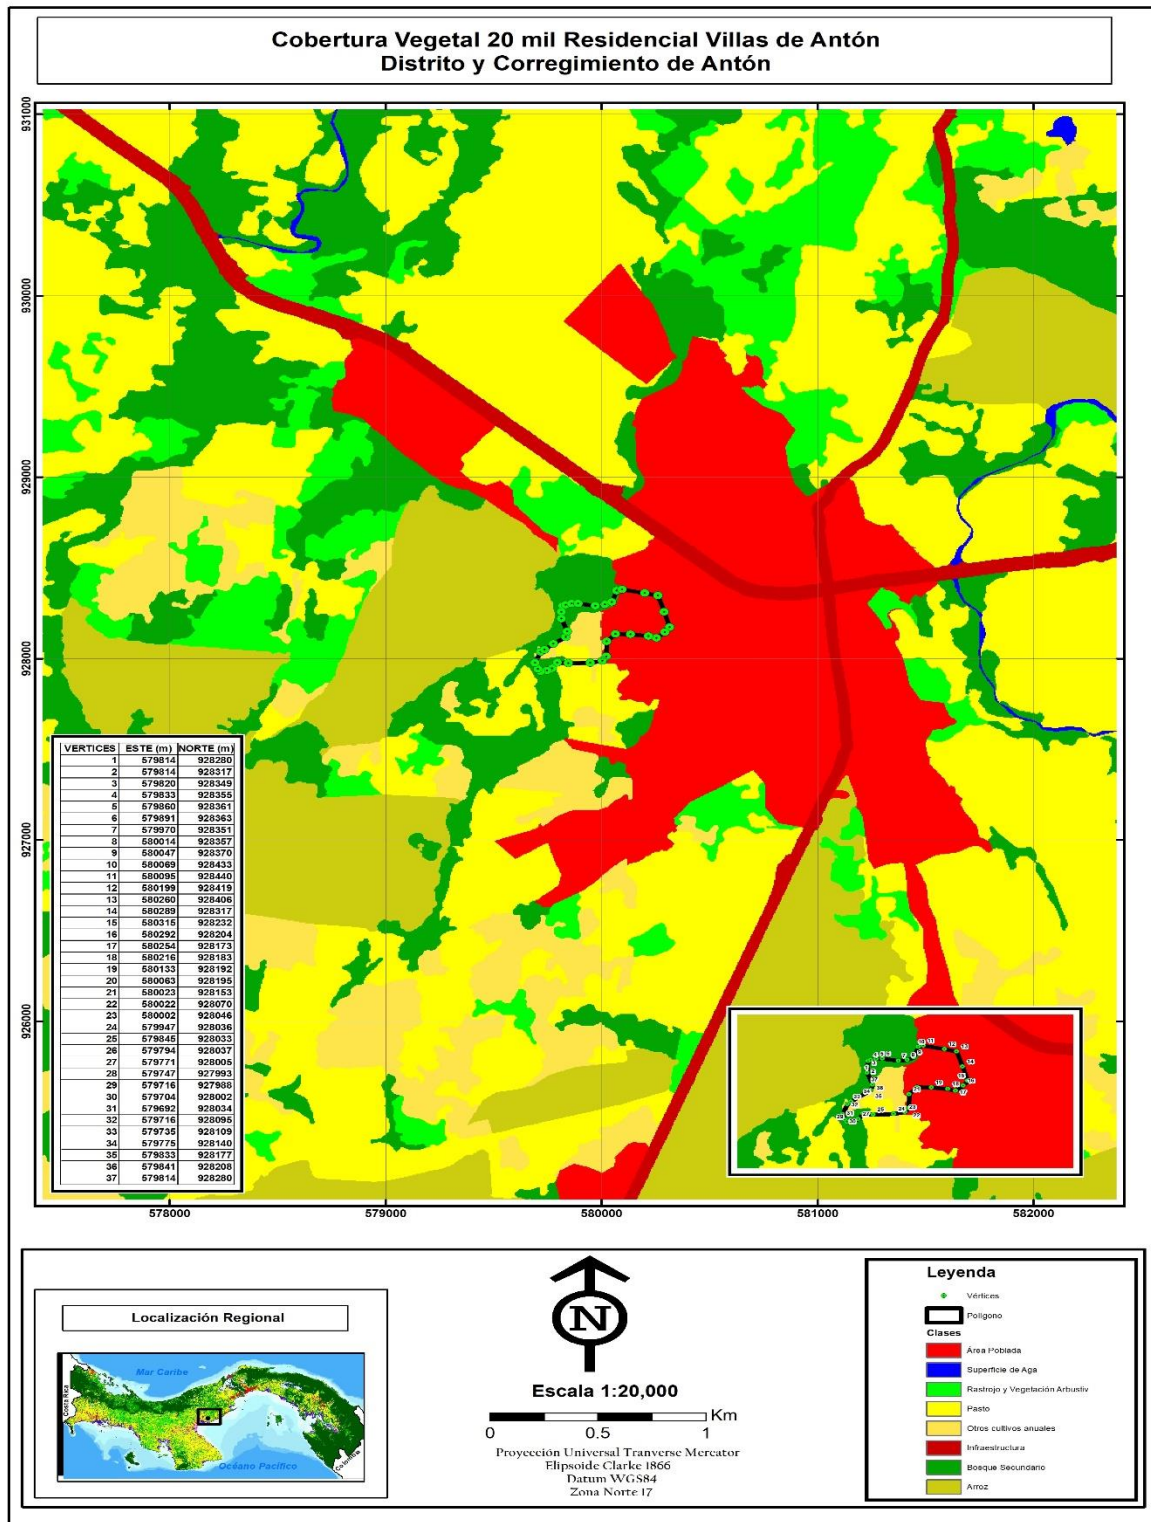 Cobertura Vegetal 20 mil Residencial Villas de Antón
Distrito y Corregimiento de Antón
931000
930000
929000
928000
927000
926000
VERTICES ESTE (m) NORTE (m)
1 579814 928280
2 579814 928317
3 579820 928349
4 579833 928355
5 579860 928361
6 579891 928363
7 579970 928351
8 580014 928357
9 580047 928370
10 580069 928433
11 580095 928440
12 580199 928419
13 580260 928406
14 580289 928317
15 580315 928232
16 580292 928204
17 580254 928173
18 580216 928183
19 580133 928192
20 580063 928195
21 580023 928153
22 580022 928070
23 580002 928046
24 579947 928036
25 579845 928033
26 579794 928037
27 579771 928005
28 579747 927993
29 579716 927988
30 579704 928002
31 579692 928034
32 579716 928095
33 579735 928109
34 579775 928140
35 579833 928177
36 579841 928208
37 579814 928280
578000 579000 580000 581000 582000
Localización Regional
Mar Caribe
Costa Rica
Colombia
Océano Pacífico
N
Escala 1:20,000
Km
0 0.5 1
Proyección Universal Tranverse Mercator
Elipsoide Clarke 1866
Datum WGS84
Zona Norte 17
Leyenda
Vértices
Polígono
Clases
Área Poblada
Superficie de Aga
Rastrojo y Vegetación Arbustiv
Pasto
Otros cultivos anuales
Infraestructura
Bosque Secundario
Arroz